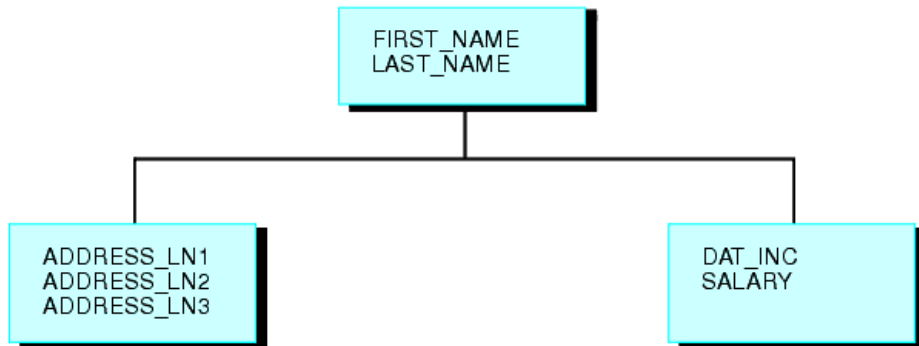 FIRST_NAME
LAST_NAME
ADDRESS_LN1
ADDRESS_LN2
ADDRESS_LN3
DAT_INC
SALARY